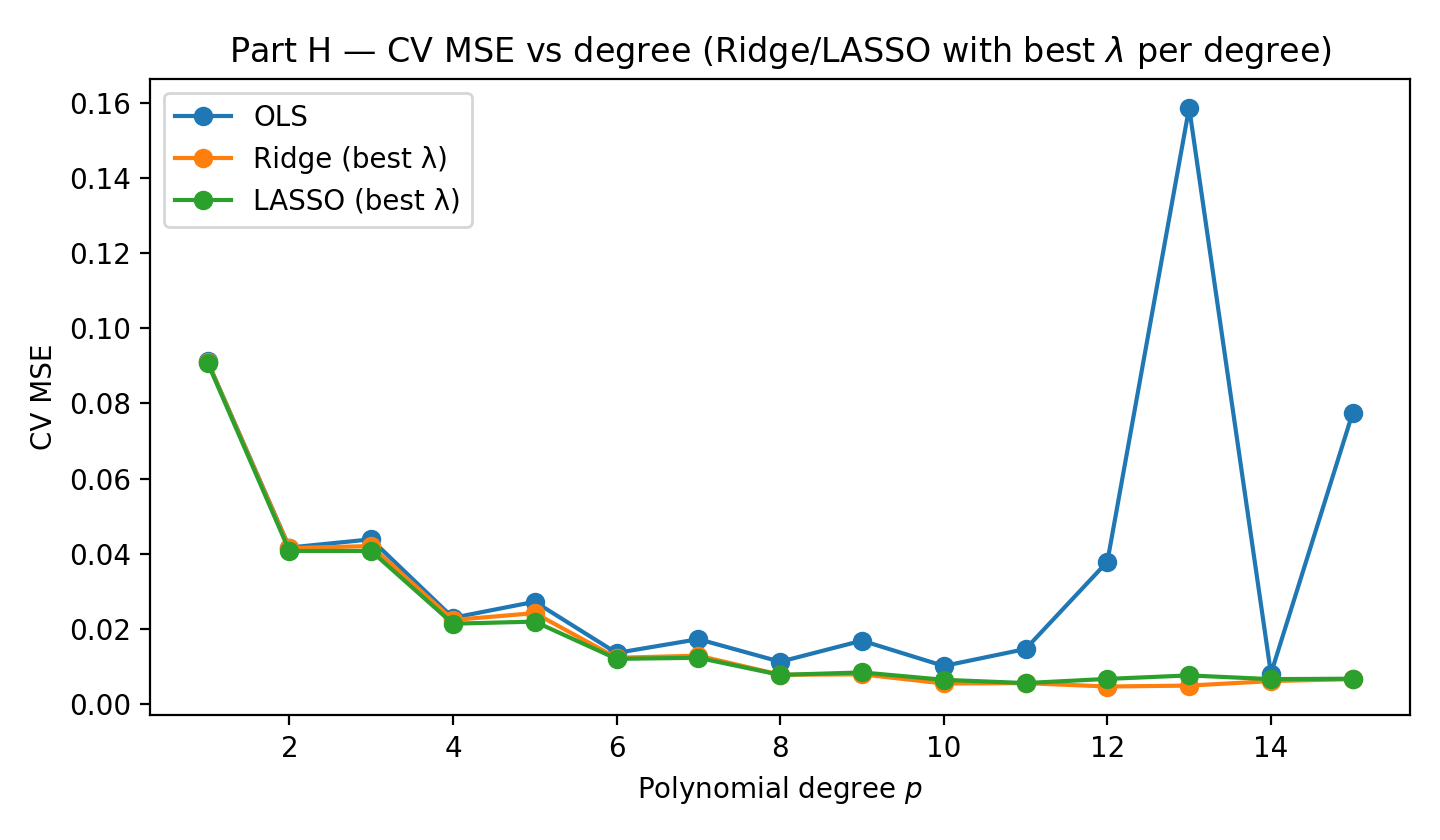 Part H — CV MSE vs degree (Ridge/LASSO with best λ per degree)
OLS
Ridge (best λ)
LASSO (best λ)
CV MSE
0.16
0.14
0.12
0.10
0.08
0.06
0.04
0.02
0.00
2 4 6 8 10 12 14
Polynomial degree p